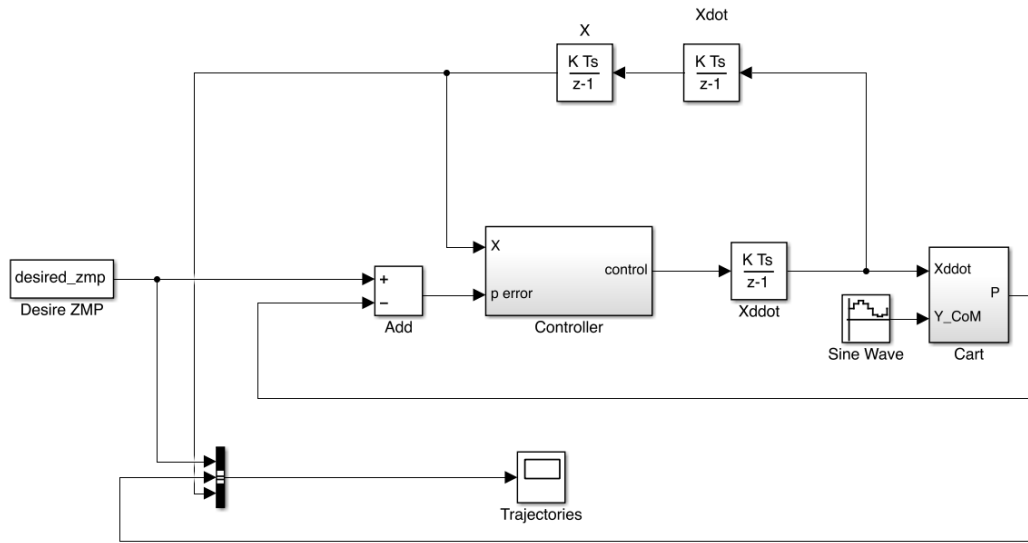 Xdot
X
K Ts
z-1
K Ts
z-1
desired_zmp
Desire ZMP
+
−
Add
X
p error
control
Controller
K Ts
z-1
Xddot
Sine Wave
Xddot
Y_CoM
P
Cart
Trajectories